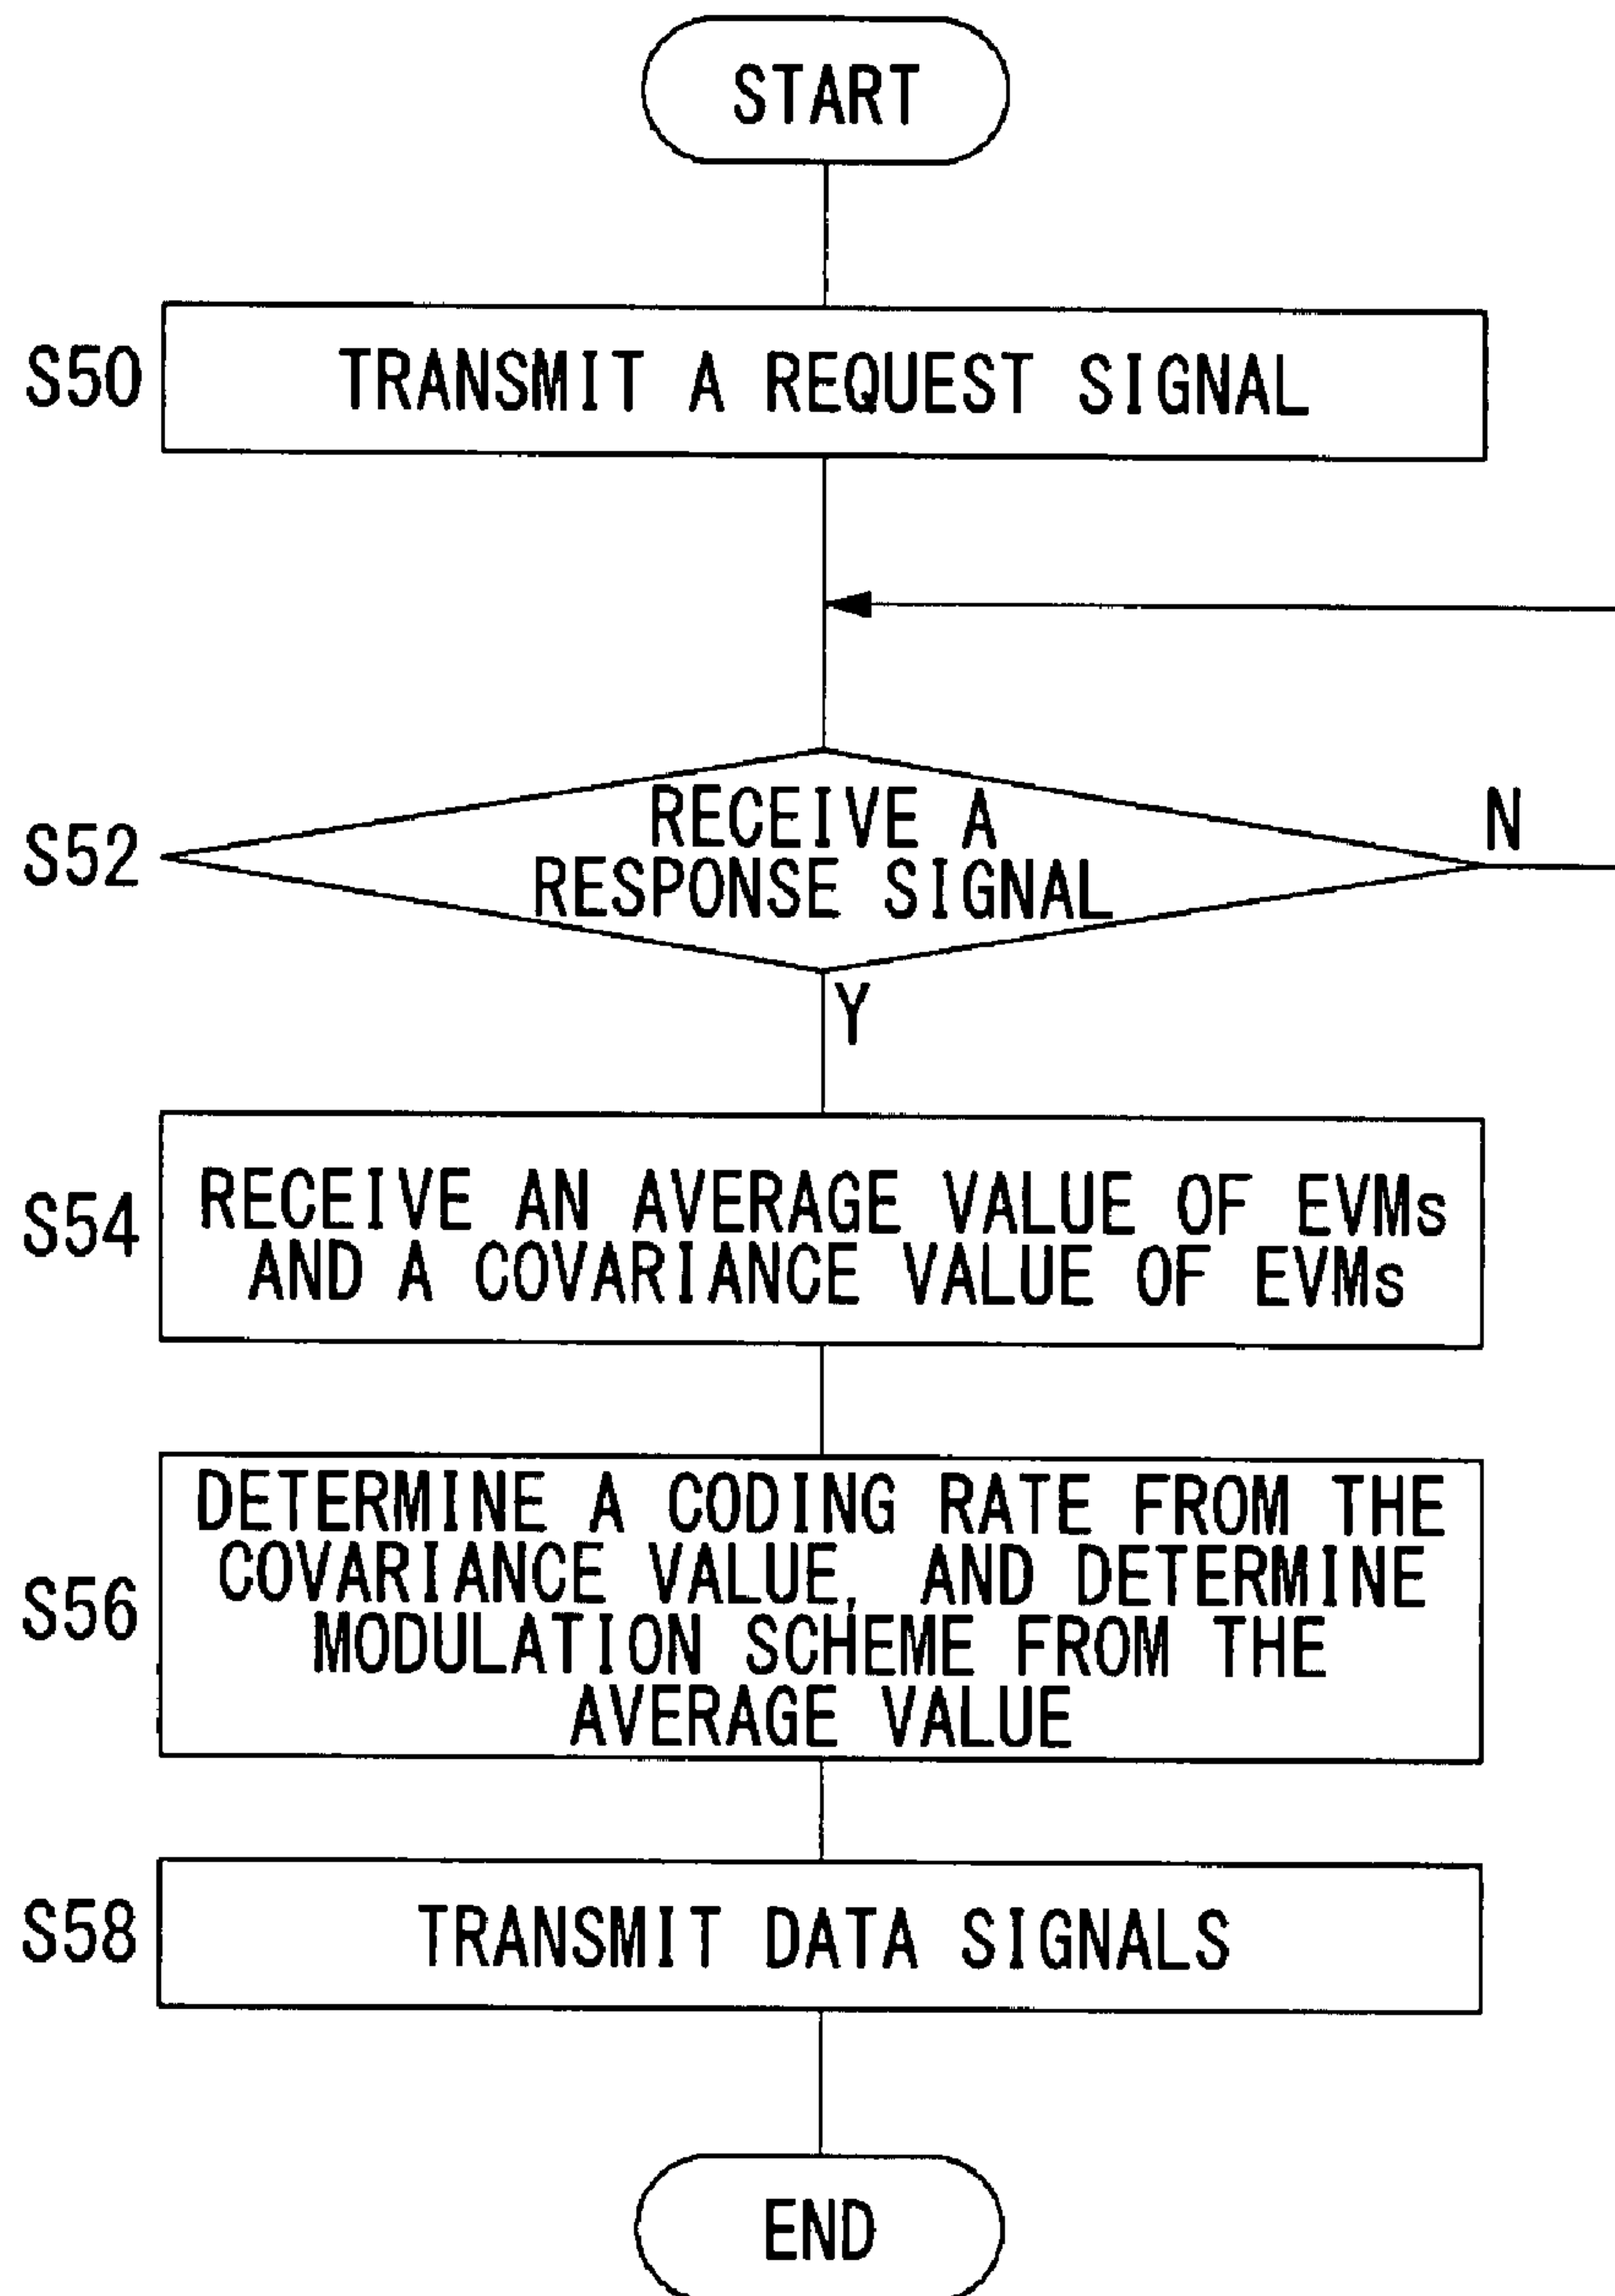 START
S50
TRANSMIT A REQUEST SIGNAL
S52
RECEIVE A
RESPONSE SIGNAL
N
Y
S54
RECEIVE AN AVERAGE VALUE OF EVMs
AND A COVARIANCE VALUE OF EVMs
S56
DETERMINE A CODING RATE FROM THE
COVARIANCE VALUE, AND DETERMINE
MODULATION SCHEME FROM THE
AVERAGE VALUE
S58
TRANSMIT DATA SIGNALS
END